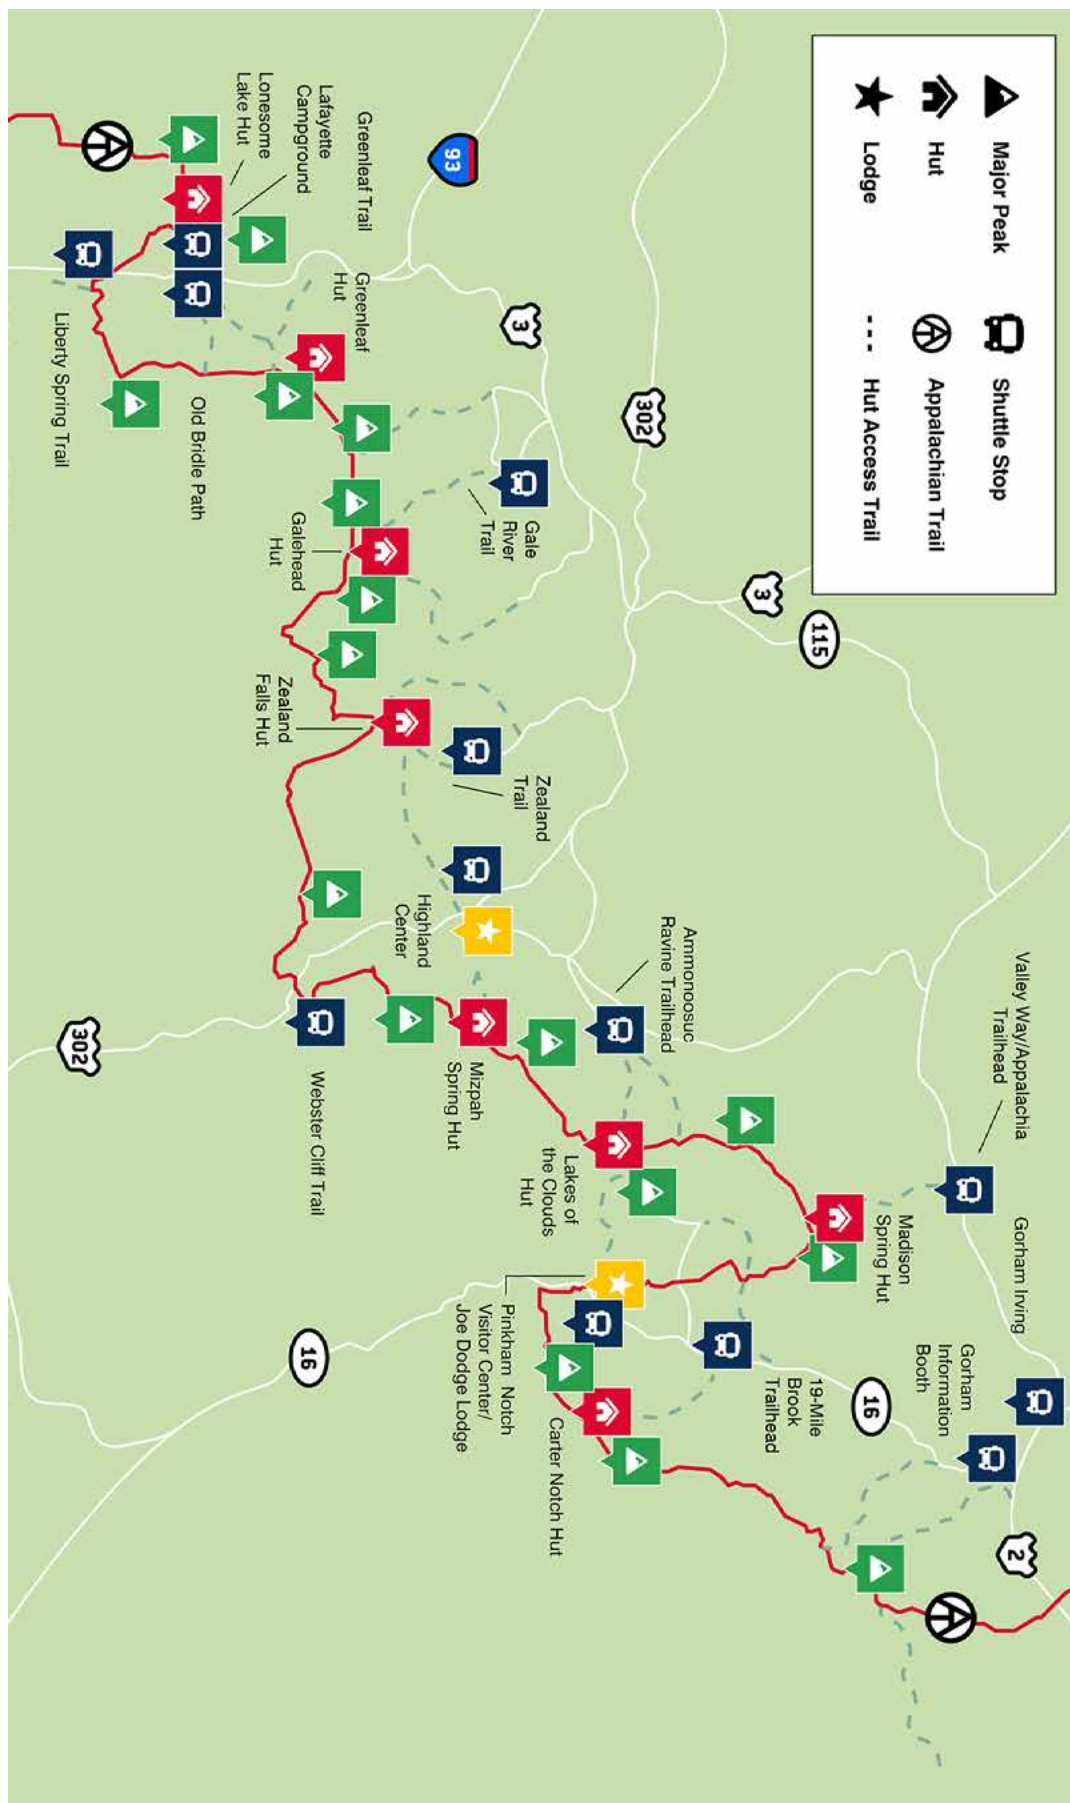 Major Peak
Hut
Lodge
Shuttle Stop
Appalachian Trail
Hut Access Trail
93
3
302
3
115
Greenleaf Trail
Lafayette
Campground
Lonesome
Lake Hut
Greenleaf
Hut
Liberty Spring Trail
Old Bridle Path
Gale
River
Trail
Galehead
Hut
Zealand
Falls Hut
Zealand
Trail
Highland
Center
Ammonoosuc
Ravine Trailhead
Mizpah
Spring Hut
Webster Cliff Trail
302
Lakes of
the Clouds
Hut
Valley Way/Appalachia
Trailhead
Madison
Spring Hut
Gorham Irving
Gorham
Information
Booth
19-Mile
Brook
Trailhead
16
Pinkham Notch
Visitor Center/
Joe Dodge Lodge
Carter Notch Hut
16
2